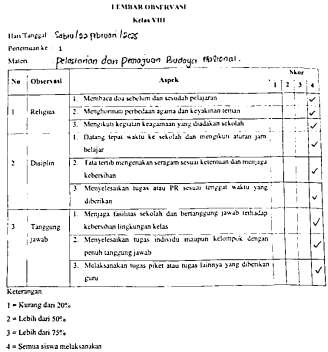 LEMBAR OBSERVASI
Kelas VIII
Hari/Tanggal Sabtu/22 februari/2025
Pertemuan ke 1
Materi Pelestarian dan Pemajuan Budaya Nasional.
No Observasi Aspek Skor
1 2 3 4
1 Religius 1. Membaca doa sebelum dan sesudah pelajaran ✓
2. Menghormati perbedaan agama dan keyakinan teman ✓
3. Mengikuti kegiatan keagamaan yang diadakan sekolah ✓
2 Disiplin 1. Datang tepat waktu ke sekolah dan mengikuti aturan jam
belajar ✓
2. Tata tertib mengenakan seragam sesuai ketentuan dan menjaga
kebersihan ✓
3. Menyelesaikan tugas atau PR sesuai tenggat waktu yang
diberikan ✓
3 Tanggung
jawab 1. Menjaga fasilitas sekolah dan bertanggung jawab terhadap
kebersihan lingkungan kelas ✓
2. Menyelesaikan tugas individu maupun kelompok dengan
penuh tanggung jawab ✓
3. Melaksanakan tugas piket atau tugas lainnya yang diberikan
guru ✓
Keterangan
1 = Kurang dari 20%
2 = Lebih dari 50%
3 = Lebih dari 75%
4 = Semua siswa melaksanakan